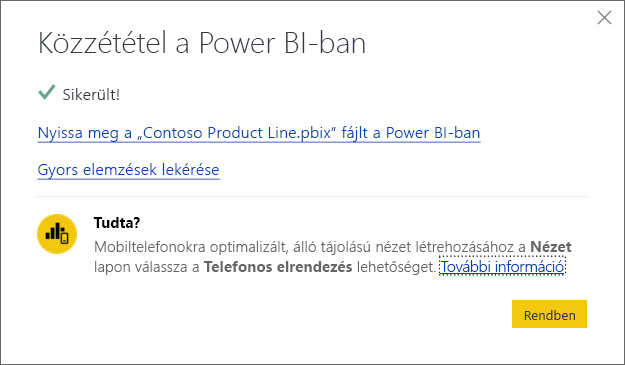 Közzététel a Power BI-ban
Sikerült!
Nyissa meg a „Contoso Product Line.pbix” fájlt a Power BI-ban
Gyors elemzések lekérése
Tudta?
Mobiltelefonokra optimalizált, álló tájolású nézet létrehozásához a Nézet
lapon válassza a Telefonos elrendezés lehetőséget. További információ
Rendben